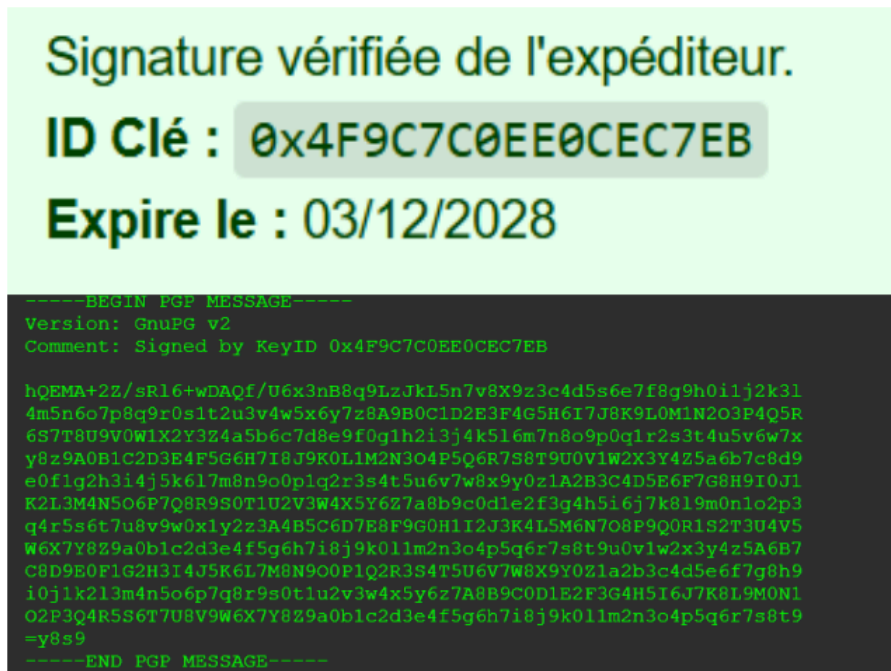 Signature vérifiée de l'expéditeur.
ID Clé : 0x4F9C7C0EE0CEC7EB
Expire le : 03/12/2028
-----BEGIN PGP MESSAGE-----
Version: GnuPG v2
Comment: Signed by KeyID 0x4F9C7C0EE0CEC7EB
hQEMA+2Z/sRl6+wDAQf/U6x3nB8q9LzJkL5n7v8X9z3c4d5s6e7f8g9h0i1j2k3l
4m5n6o7p8q9r0s1t2u3v4w5x6y7z8A9B0C1D2E3F4G5H6I7J8K9L0M1N2O3P4Q5R
6S7T8U9V0W1X2Y3Z4a5b6c7d8e9f0g1h2i3j4k5l6m7n8o9p0q1r2s3t4u5v6w7x
y8z9A0B1C2D3E4F5G6H7I8J9K0L1M2N3O4P5Q6R7S8T9U0V1W2X3Y4Z5a6b7c8d9
e0f1g2h3i4j5k6l7m8n9o0p1q2r3s4t5u6v7w8x9y0z1A2B3C4D5E6F7G8H9I0J1
K2L3M4N5O6P7Q8R9S0T1U2V3W4X5Y6Z7a8b9c0d1e2f3g4h5i6j7k8l9m0n1o2p3
q4r5s6t7u8v9w0x1y2z3A4B5C6D7E8F9G0H1I2J3K4L5M6N7O8P9Q0R1S2T3U4V5
W6X7Y8Z9a0b1c2d3e4f5g6h7i8j9k0l1m2n3o4p5q6r7s8t9u0v1w2x3y4z5A6B7
C8D9E0F1G2H3I4J5K6L7M8N9O0P1Q2R3S4T5U6V7W8X9Y0Z1a2b3c4d5e6f7g8h9
i0j1k2l3m4n5o6p7q8r9s0t1u2v3w4x5y6z7A8B9C0D1E2F3G4H5I6J7K8L9M0N1
O2P3Q4R5S6T7U8V9W6X7Y8Z9a0b1c2d3e4f5g6h7i8j9k0l1m2n3o4p5q6r7s8t9
=y8s9
-----END PGP MESSAGE-----